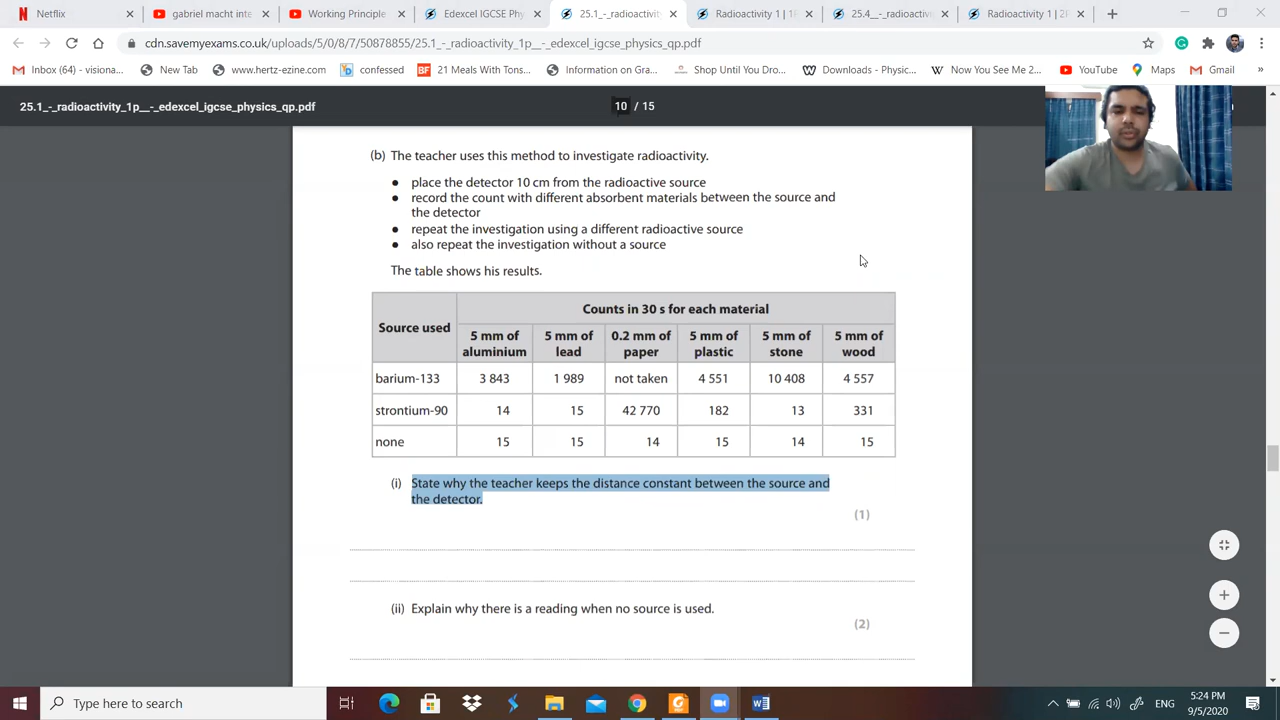 Netflix
gabriel macht inte
Working Principle
Edexcel IGCSE Phy
25.1_-_radioactivity
Radioactivity 1 | 1F
25.4__-_radioactivi
Radioactivity 1 | 2F
cdn.savemyexams.co.uk/uploads/5/0/8/7/50878855/25.1_-_radioactivity_1p__-_edexcel_igcse_physics_qp.pdf
Inbox (64) - visiona...
New Tab
www.hertz-ezine.com
confessed
BF 21 Meals With Tons...
Information on Gra...
Shop Until You Dro...
Downloads - Physic...
Now You See Me 2...
YouTube
Maps
Gmail
»
25.1_-_radioactivity_1p__-_edexcel_igcse_physics_qp.pdf
10 / 15
(b) The teacher uses this method to investigate radioactivity.
● place the detector 10 cm from the radioactive source
● record the count with different absorbent materials between the source and
the detector
● repeat the investigation using a different radioactive source
● also repeat the investigation without a source
The table shows his results.
Source used
Counts in 30 s for each material
5 mm of aluminium
5 mm of lead
0.2 mm of paper
5 mm of plastic
5 mm of stone
5 mm of wood
barium-133 3 843 1 989 not taken 4 551 10 408 4 557
strontium-90 14 15 42 770 182 13 331
none 15 15 14 15 14 15
(i) State why the teacher keeps the distance constant between the source and
the detector.
(1)
(ii) Explain why there is a reading when no source is used.
(2)
Type here to search
ENG
5:24 PM
9/5/2020